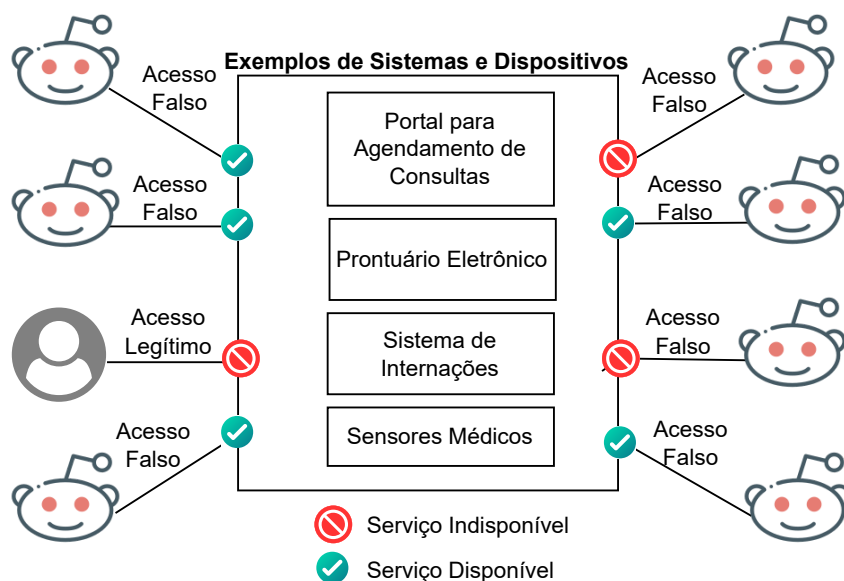 Exemplos de Sistemas e Dispositivos
Acesso
Falso
Acesso
Falso
Acesso
Legítimo
Acesso
Falso
Portal para
Agendamento de
Consultas
Prontuário Eletrônico
Sistema de
Internações
Sensores Médicos
Acesso
Falso
Acesso
Falso
Acesso
Falso
Acesso
Falso
Serviço Indisponível
Serviço Disponível